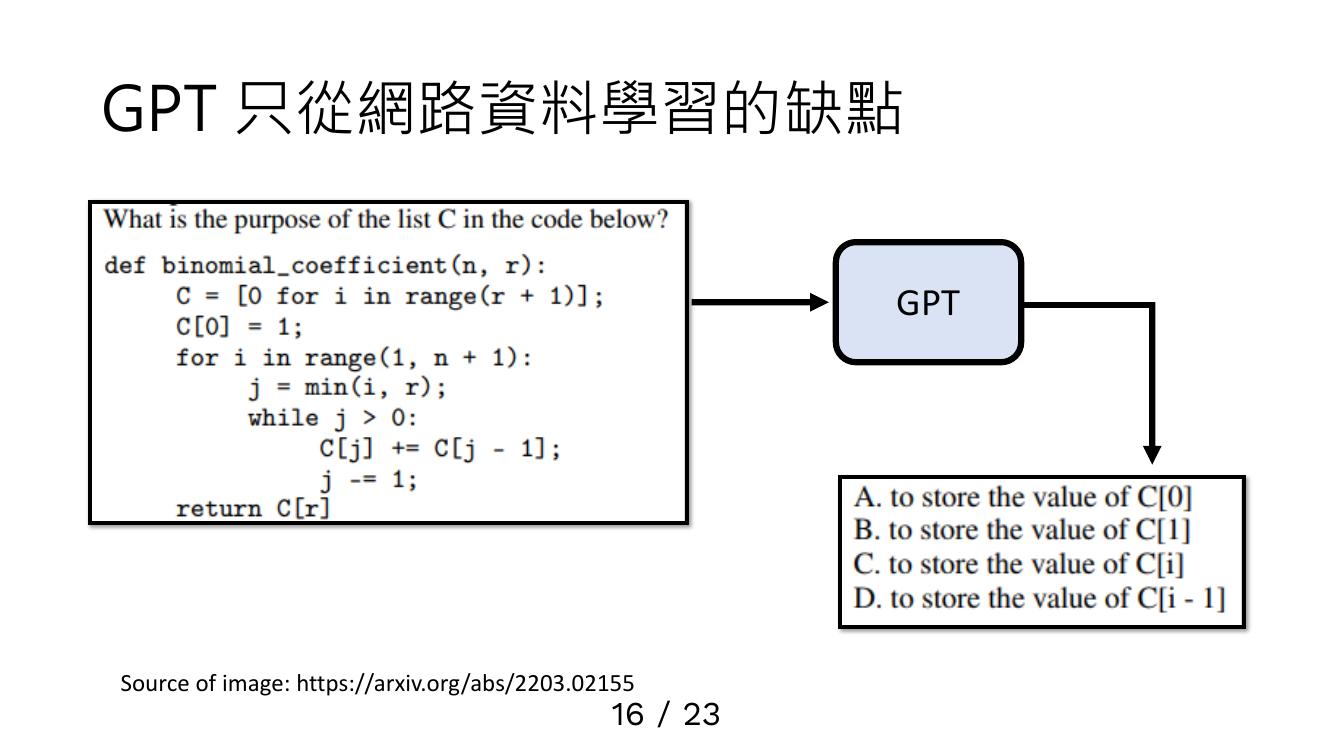 GPT 只從網路資料學習的缺點
What is the purpose of the list C in the code below?
def binomial_coefficient(n, r):
C = [0 for i in range(r + 1)];
C[0] = 1;
for i in range(1, n + 1):
j = min(i, r);
while j > 0:
C[j] += C[j - 1];
j -= 1;
return C[r]
GPT
A. to store the value of C[0]
B. to store the value of C[1]
C. to store the value of C[i]
D. to store the value of C[i - 1]
Source of image: https://arxiv.org/abs/2203.02155
16 / 23